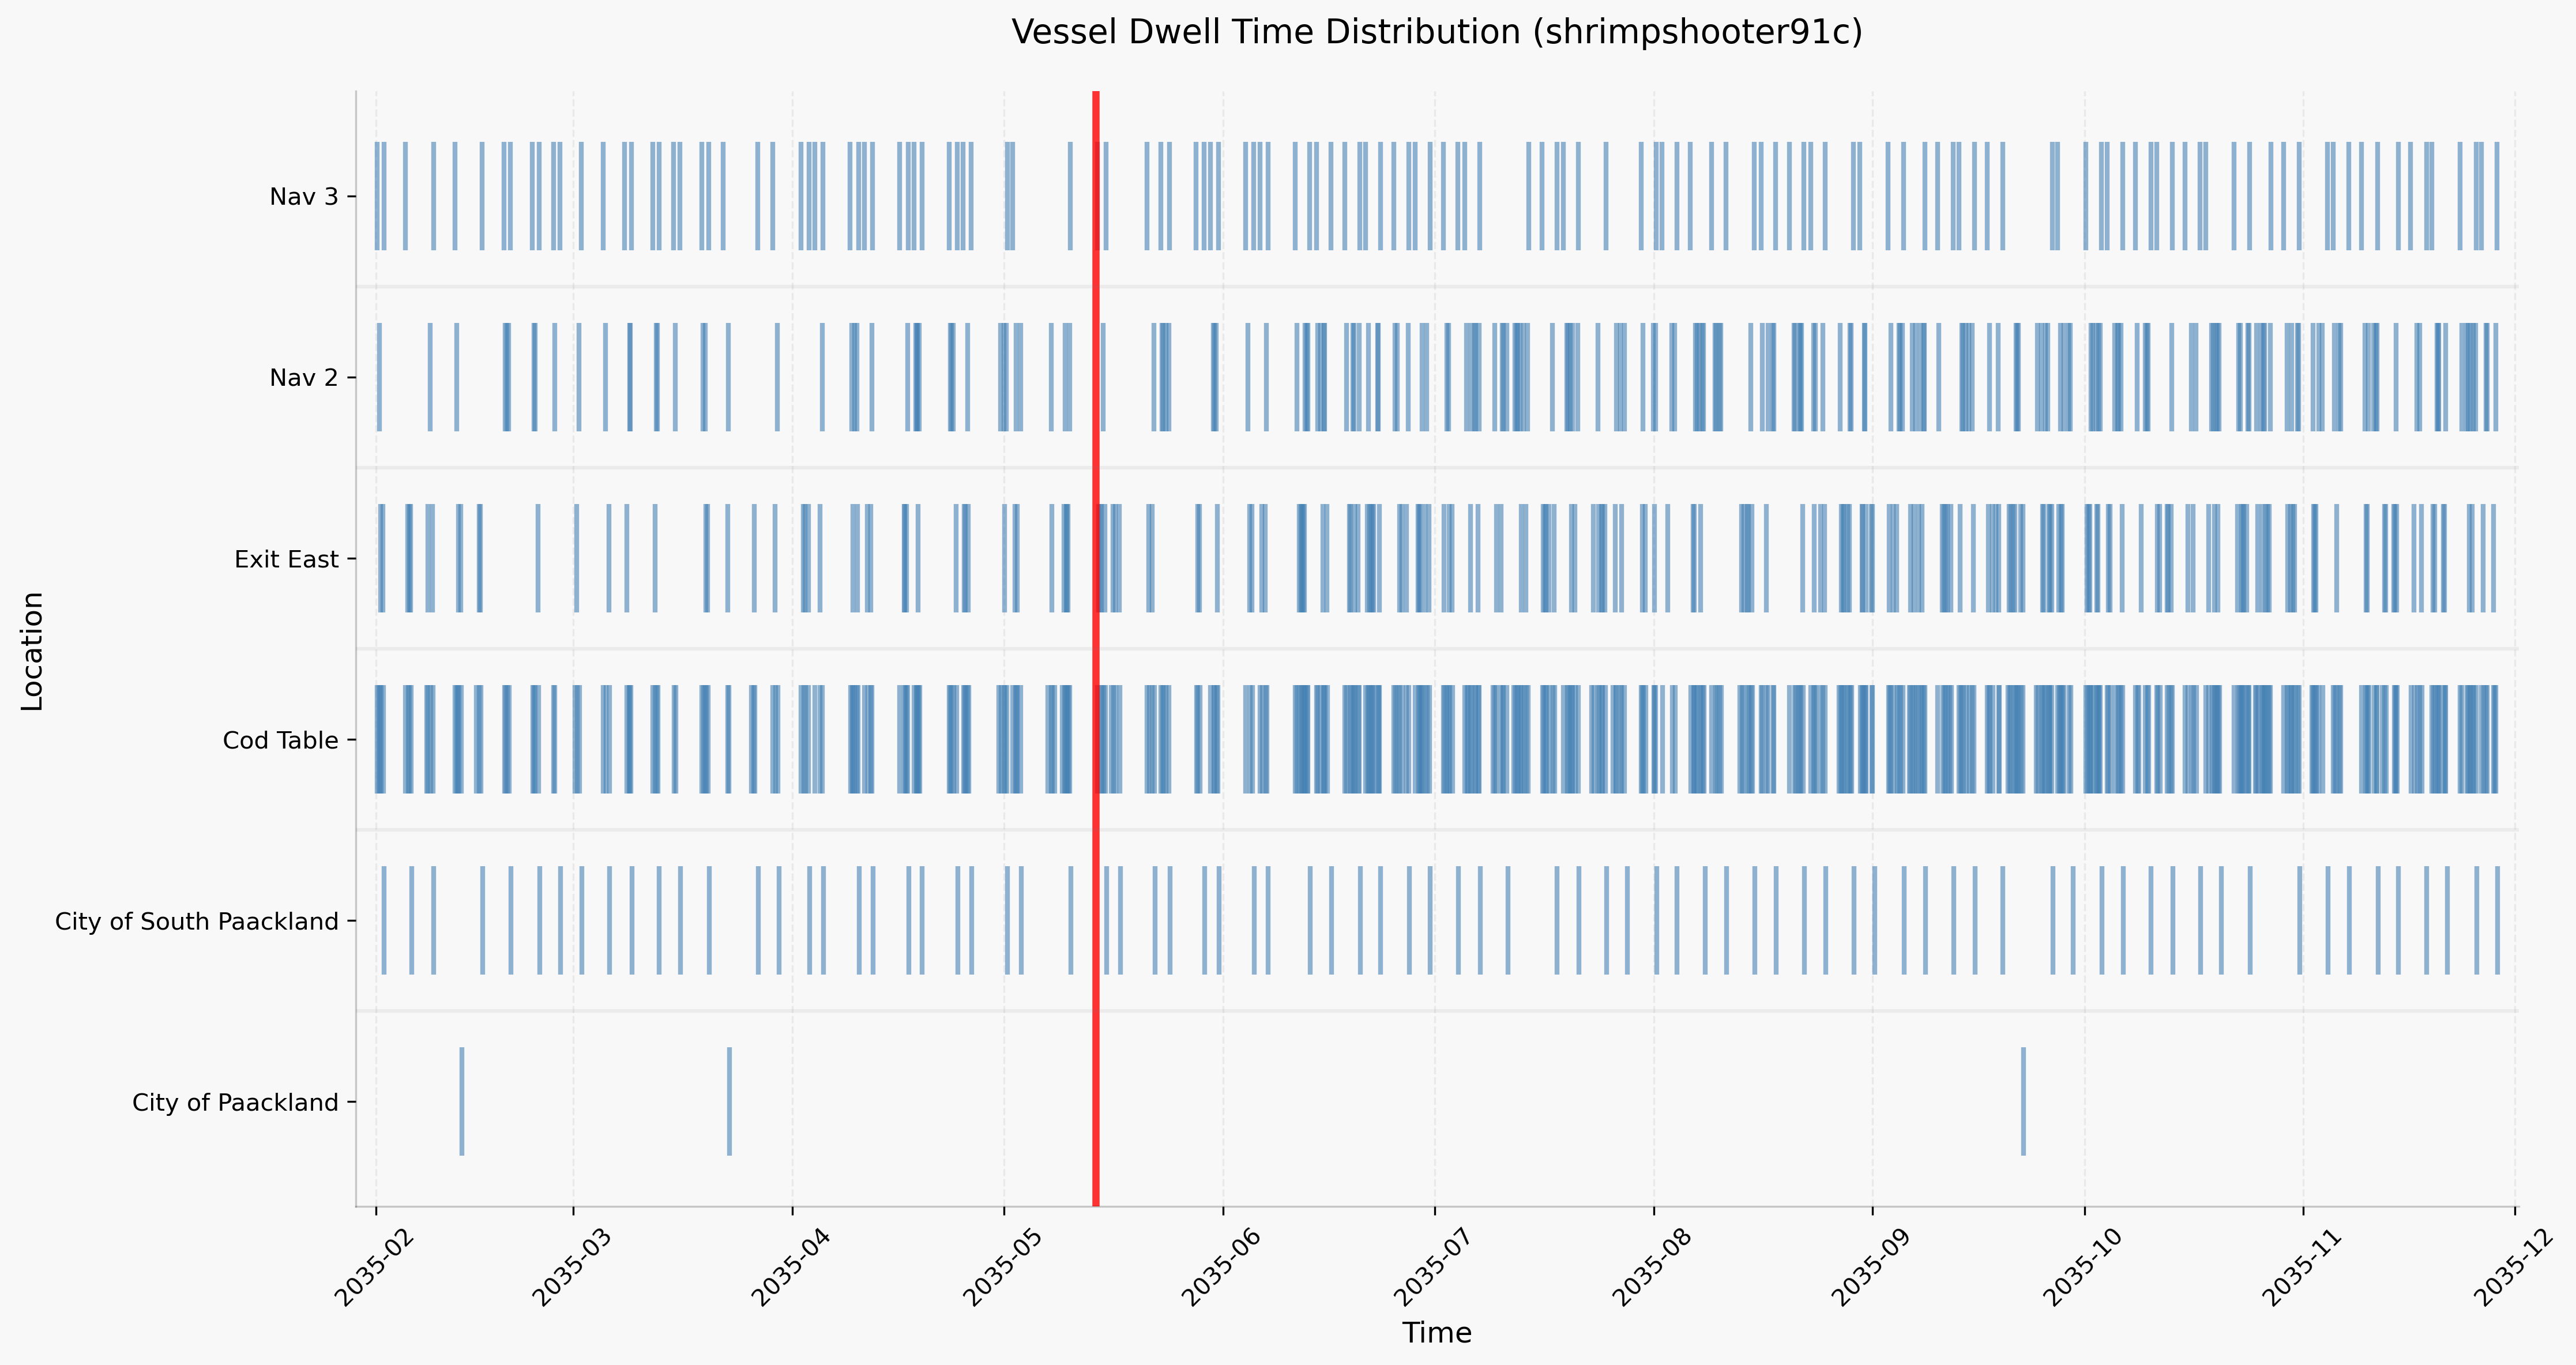 Vessel Dwell Time Distribution (shrimpshooter91c)
Location
Nav 3
Nav 2
Exit East
Cod Table
City of South Paackland
City of Paackland
2035-02
2035-03
2035-04
2035-05
2035-06
2035-07
2035-08
2035-09
2035-10
2035-11
2035-12
Time